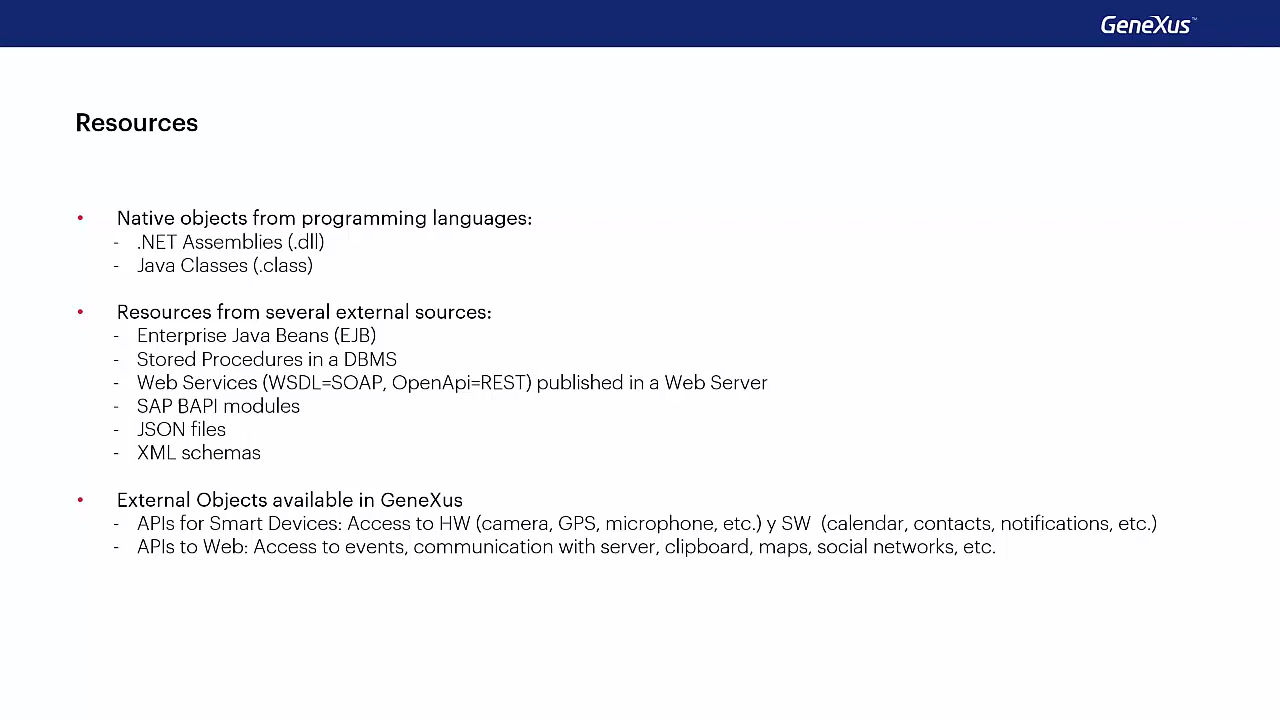 GeneXus™
Resources
• Native objects from programming languages:
- .NET Assemblies (.dll)
- Java Classes (.class)
• Resources from several external sources:
- Enterprise Java Beans (EJB)
- Stored Procedures in a DBMS
- Web Services (WSDL=SOAP, OpenApi=REST) published in a Web Server
- SAP BAPI modules
- JSON files
- XML schemas
• External Objects available in GeneXus
- APIs for Smart Devices: Access to HW (camera, GPS, microphone, etc.) y SW (calendar, contacts, notifications, etc.)
- APIs to Web: Access to events, communication with server, clipboard, maps, social networks, etc.